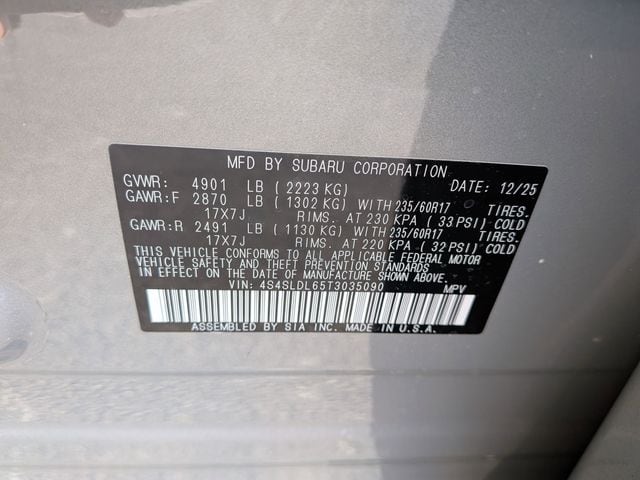 MFD BY SUBARU CORPORATION
GVWR: 4901 LB ( 2223 KG) DATE: 12/25
GAWR:F 2870 LB ( 1302 KG) WITH 235/60R17 TIRES.
17X7J RIMS. AT 230 KPA ( 33 PSI) COLD
GAWR:R 2491 LB ( 1130 KG) WITH 235/60R17 TIRES.
17X7J RIMS. AT 220 KPA ( 32 PSI) COLD
THIS VEHICLE CONFORMS TO ALL APPLICABLE FEDERAL MOTOR
VEHICLE SAFETY AND THEFT PREVENTION STANDARDS
IN EFFECT ON THE DATE OF MANUFACTURE SHOWN ABOVE.
VIN: 4S4SLDL65T3035090 MPV
ASSEMBLED BY SIA INC. MADE IN U.S.A.